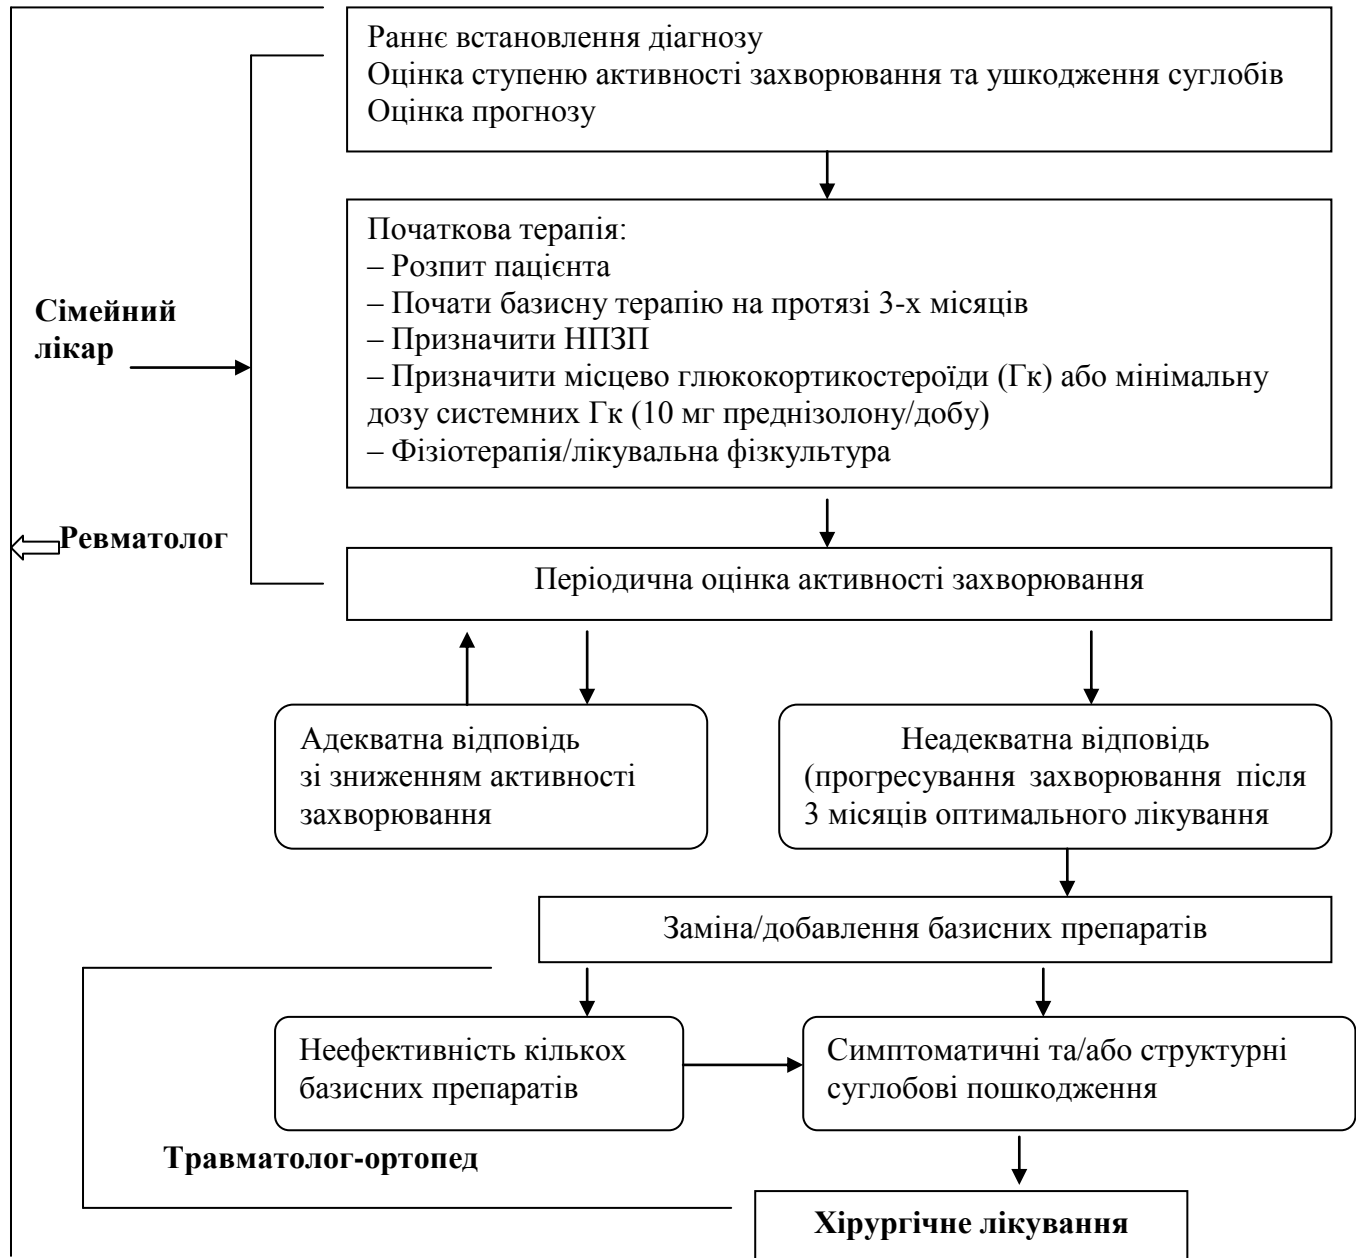 Раннє встановлення діагнозу
Оцінка ступеню активності захворювання та ушкодження суглобів
Оцінка прогнозу
Початкова терапія:
– Розпит пацієнта
– Почати базисну терапію на протязі 3-х місяців
– Призначити НПЗП
– Призначити місцево глюкокортикостероїди (Гк) або мінімальну
дозу системних Гк (10 мг преднізолону/добу)
– Фізіотерапія/лікувальна фізкультура
Сімейний
лікар
Ревматолог
Періодична оцінка активності захворювання
Адекватна відповідь
зі зниженням активності
захворювання
Неадекватна відповідь
(прогресування захворювання після
3 місяців оптимального лікування
Заміна/добавлення базисних препаратів
Неефективність кількох
базисних препаратів
Симптоматичні та/або структурні
суглобові пошкодження
Травматолог-ортопед
Хірургічне лікування